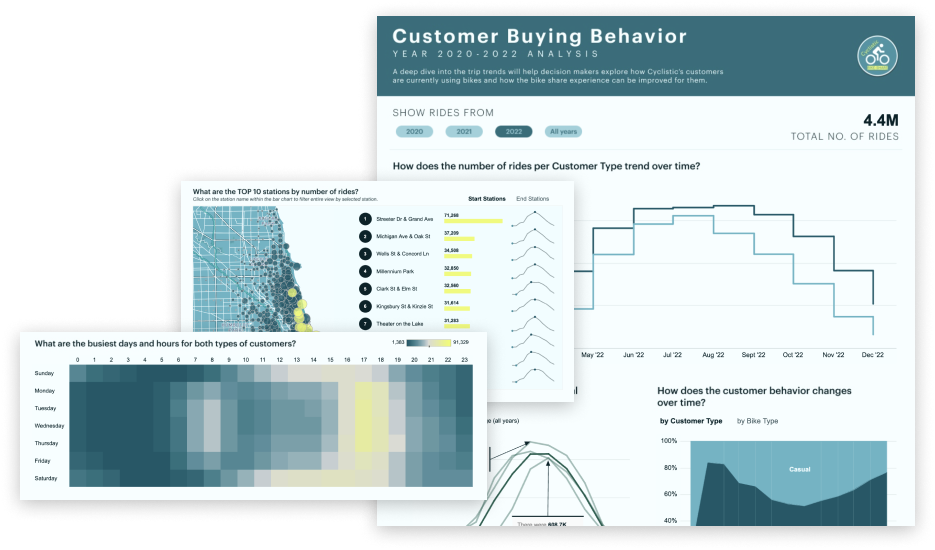 Customer Buying Behavior
YEAR 2020-2022 ANALYSIS
A deep dive into the trip trends will help decision makers explore how Cyclistic's customers
are currently using bikes and how the bike share experience can be improved for them.
SHOW RIDES FROM
2020 2021 2022 All years
4.4M
TOTAL NO. OF RIDES
How does the number of rides per Customer Type trend over time?
May '22 Jun '22 Jul '22 Aug '22 Sept '22 Oct '22 Nov '22 Dec '22
What are the TOP 10 stations by number of rides?
Click on the station name within the bar chart to filter entire view by selected station.
Start Stations End Stations
1 Streeter Dr & Grand Ave 71,269
2 Michigan Ave & Oak St 37,209
3 Wells St & Concord Ln 34,508
4 Millennium Park 32,850
5 Clark St & Elm St 32,560
6 Kingsbury St & Kinzie St 31,614
7 Theater on the Lake 31,283
What are the busiest days and hours for both types of customers?
1,383 91,329
0 1 2 3 4 5 6 7 8 9 10 11 12 13 14 15 16 17 18 19 20 21 22 23
Sunday
Monday
Tuesday
Wednesday
Thursday
Friday
Saturday
(all years)
There were 608.7K
How does the customer behavior changes
over time?
by Customer Type by Bike Type
100%
80%
60%
40%
Casual